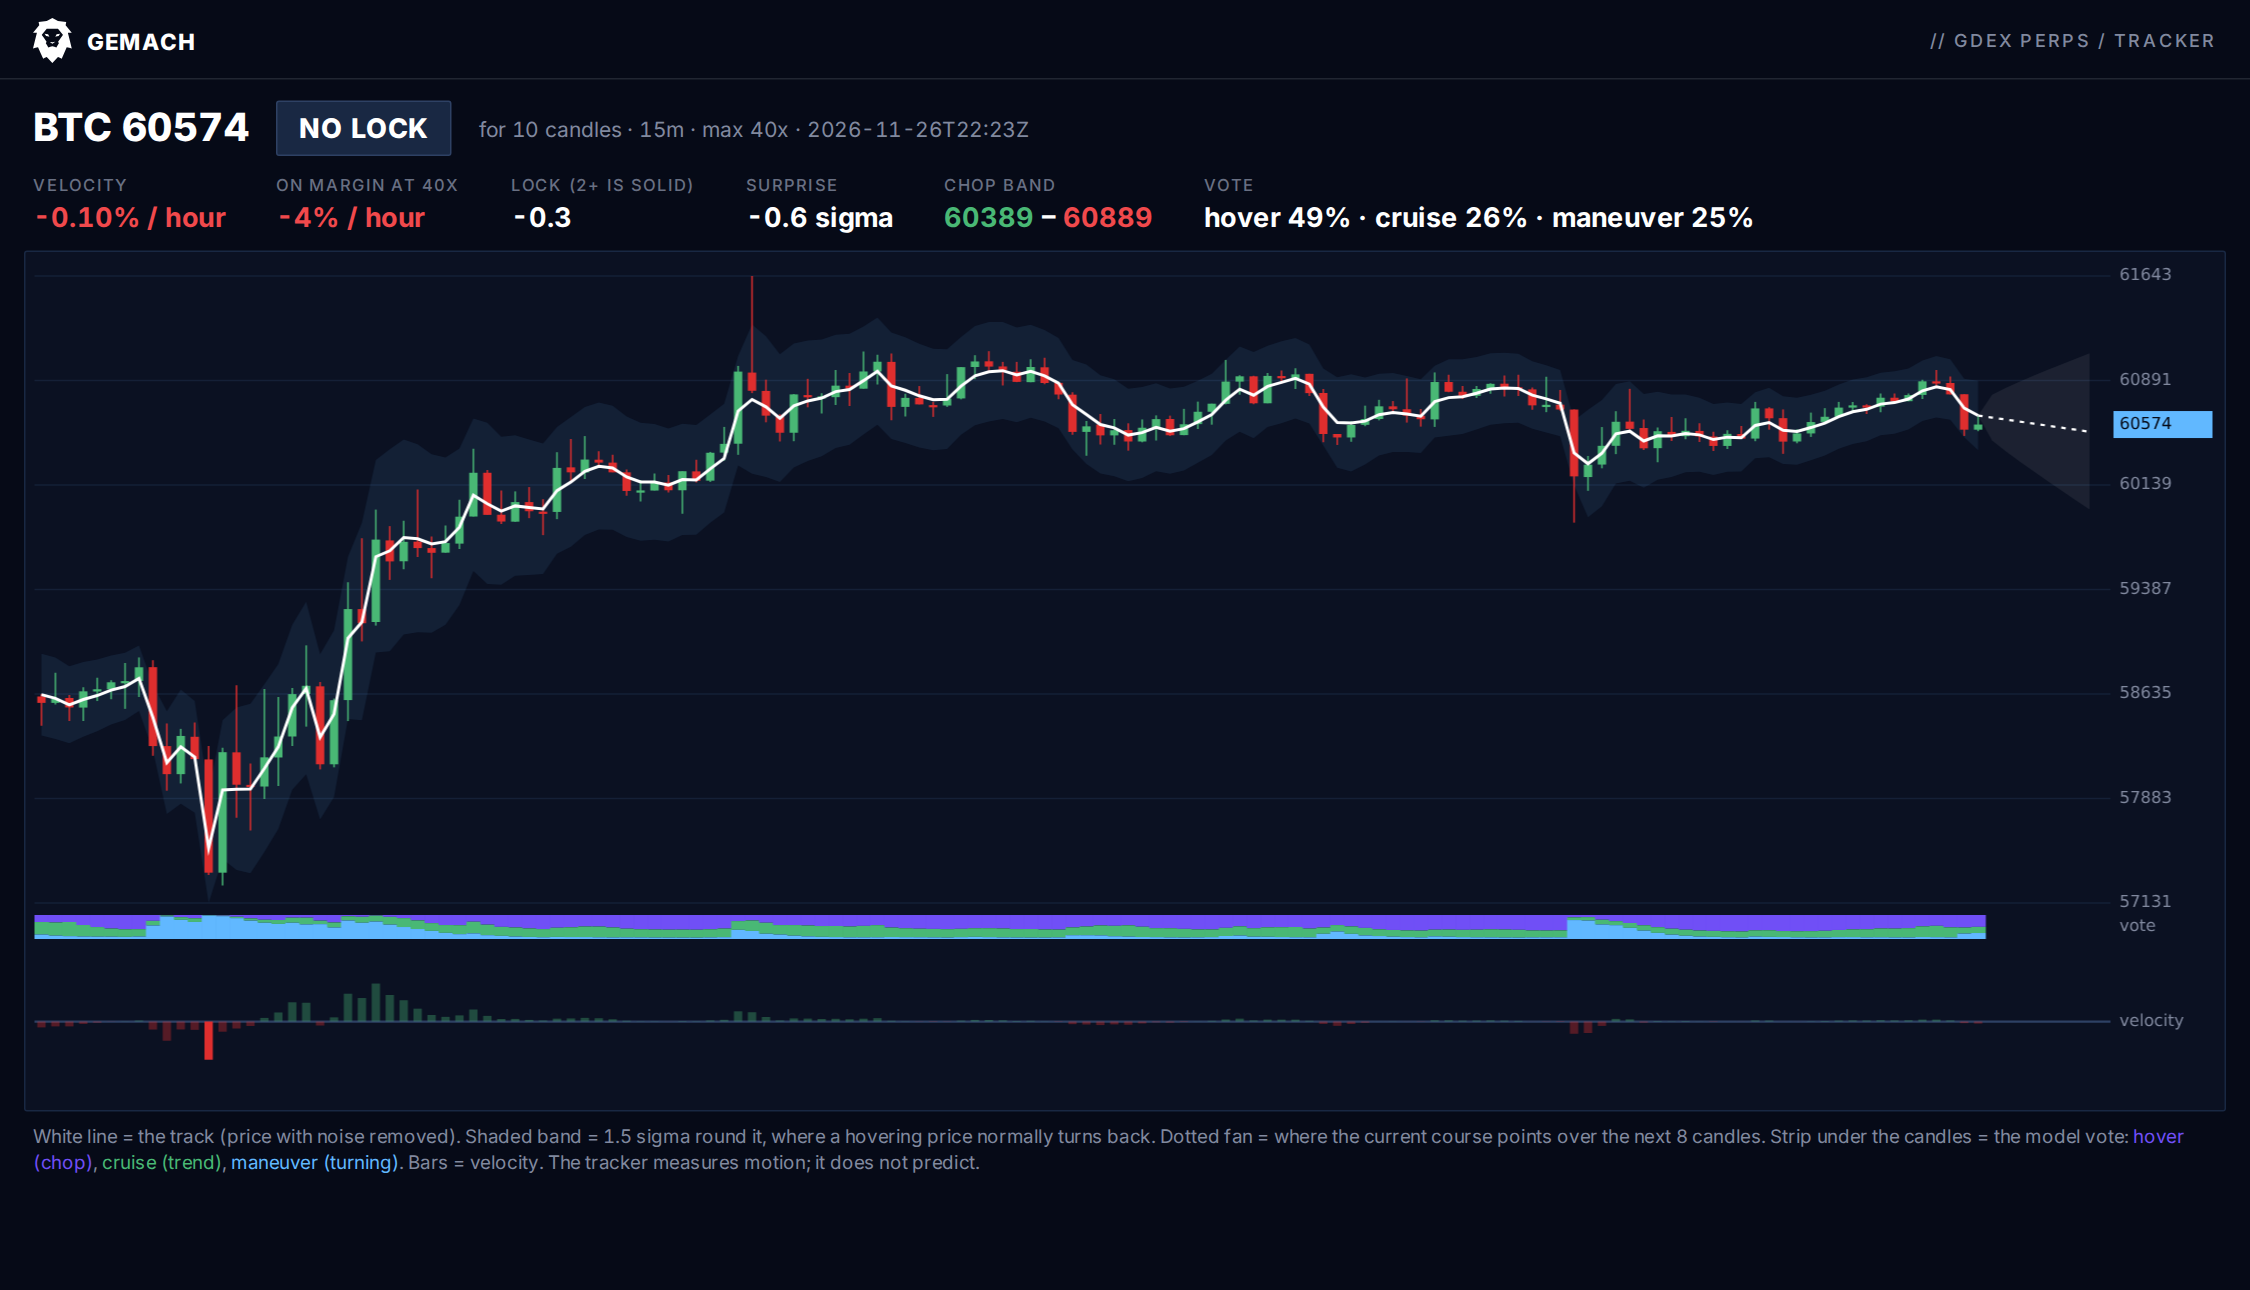 GEMACH
// GDEX PERPS / TRACKER
BTC 60574
NO LOCK
for 10 candles · 15m · max 40x · 2026-11-26T22:23Z
VELOCITY
ON MARGIN AT 40X
LOCK (2+ IS SOLID)
SURPRISE
CHOP BAND
VOTE
-0.10% / hour
-4% / hour
-0.3
-0.6 sigma
60389 – 60889
hover 49% · cruise 26% · maneuver 25%
61643
60891
60574
60139
59387
58635
57883
57131
vote
velocity
White line = the track (price with noise removed). Shaded band = 1.5 sigma round it, where a hovering price normally turns back. Dotted fan = where the current course points over the next 8 candles. Strip under the candles = the model vote: hover
(chop), cruise (trend), maneuver (turning). Bars = velocity. The tracker measures motion; it does not predict.